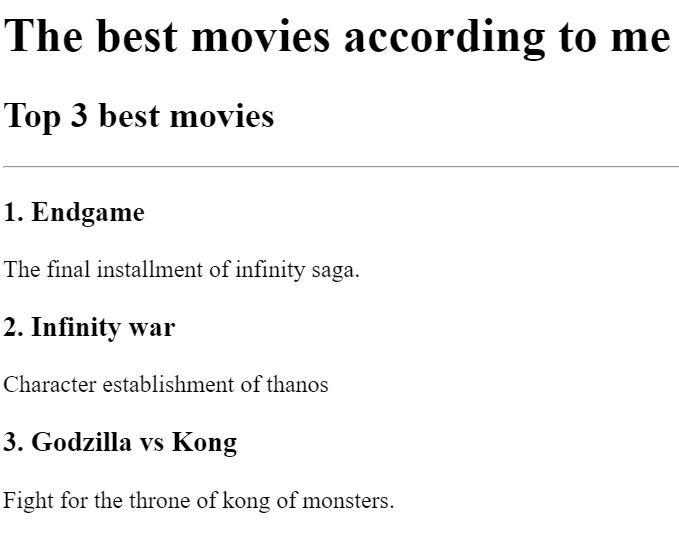 The best movies according to me
Top 3 best movies
1. Endgame
The final installment of infinity saga.
2. Infinity war
Character establishment of thanos
3. Godzilla vs Kong
Fight for the throne of kong of monsters.